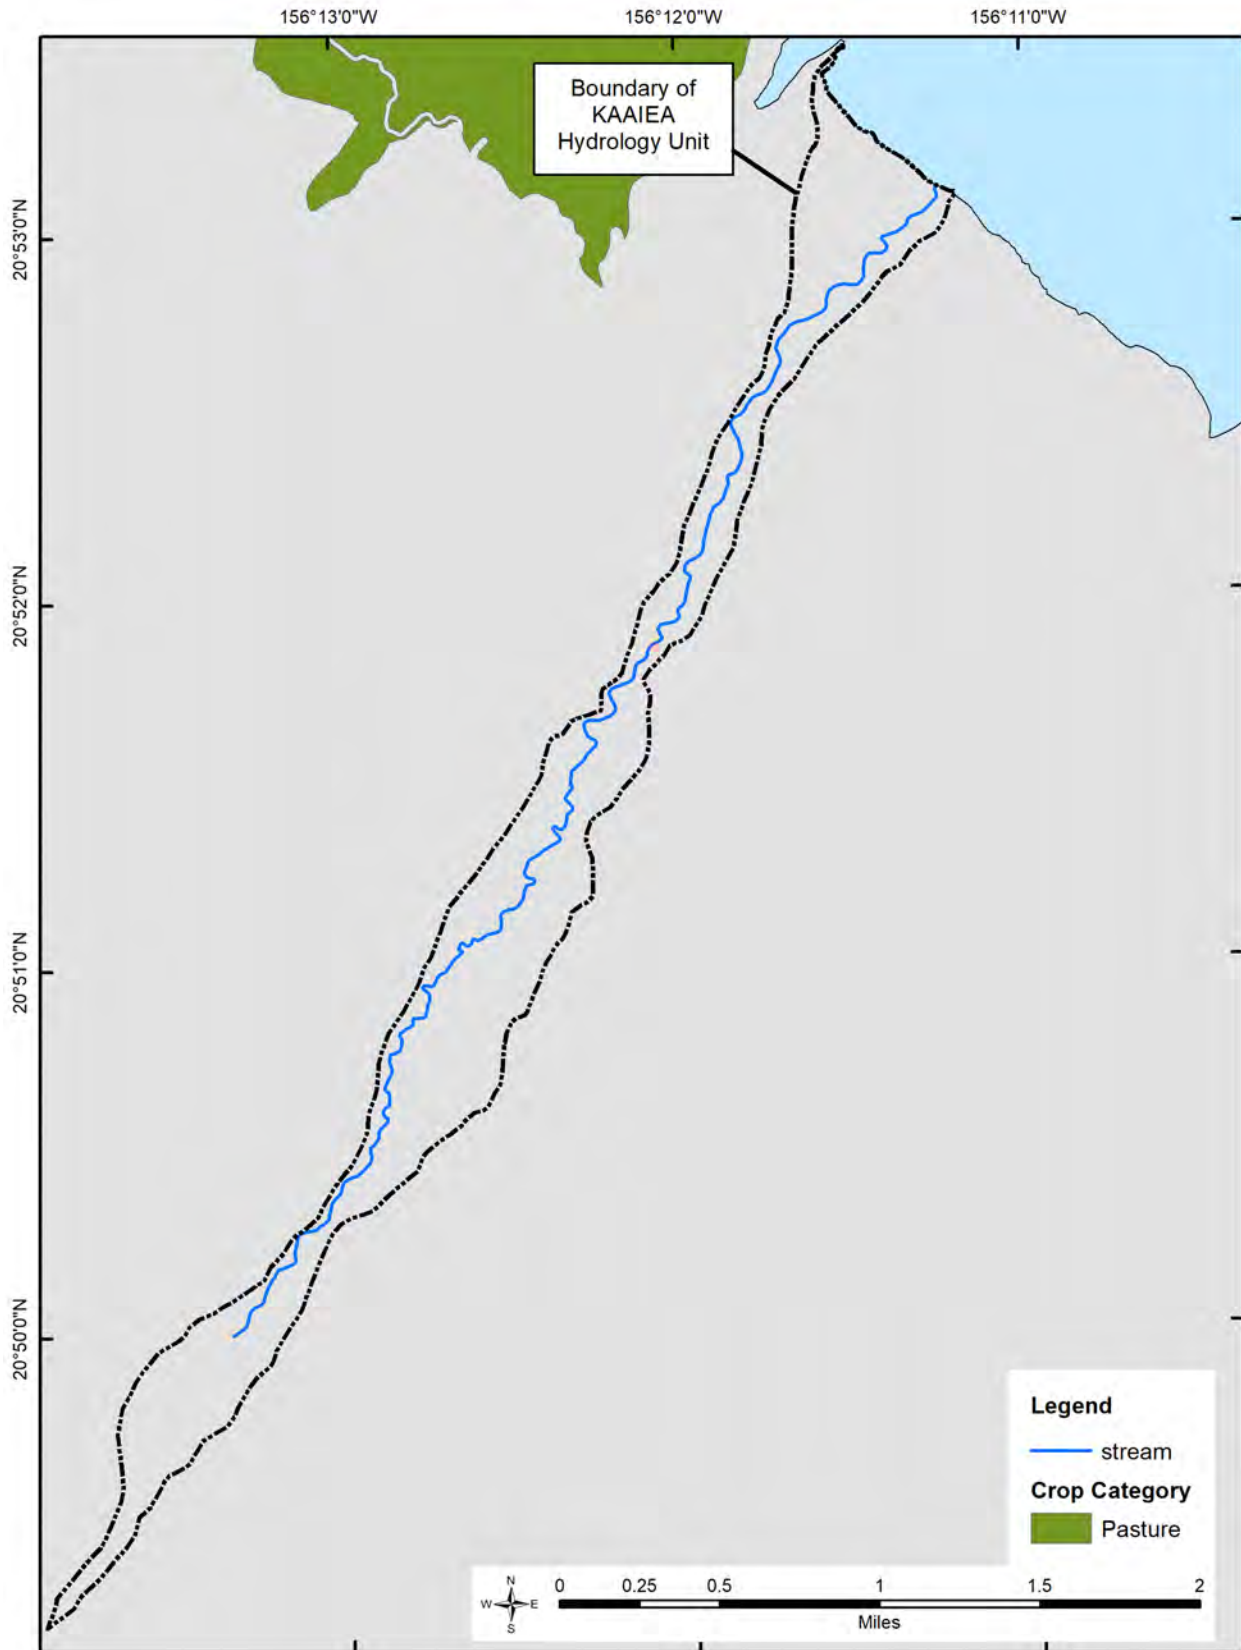 156°13'0"W
156°12'0"W
156°11'0"W
Boundary of
KAAIEA
Hydrology Unit
20°53'0"N
20°52'0"N
20°51'0"N
20°50'0"N
Legend
stream
Crop Category
Pasture
N
W E
S
0 0.25 0.5 1 1.5 2
Miles